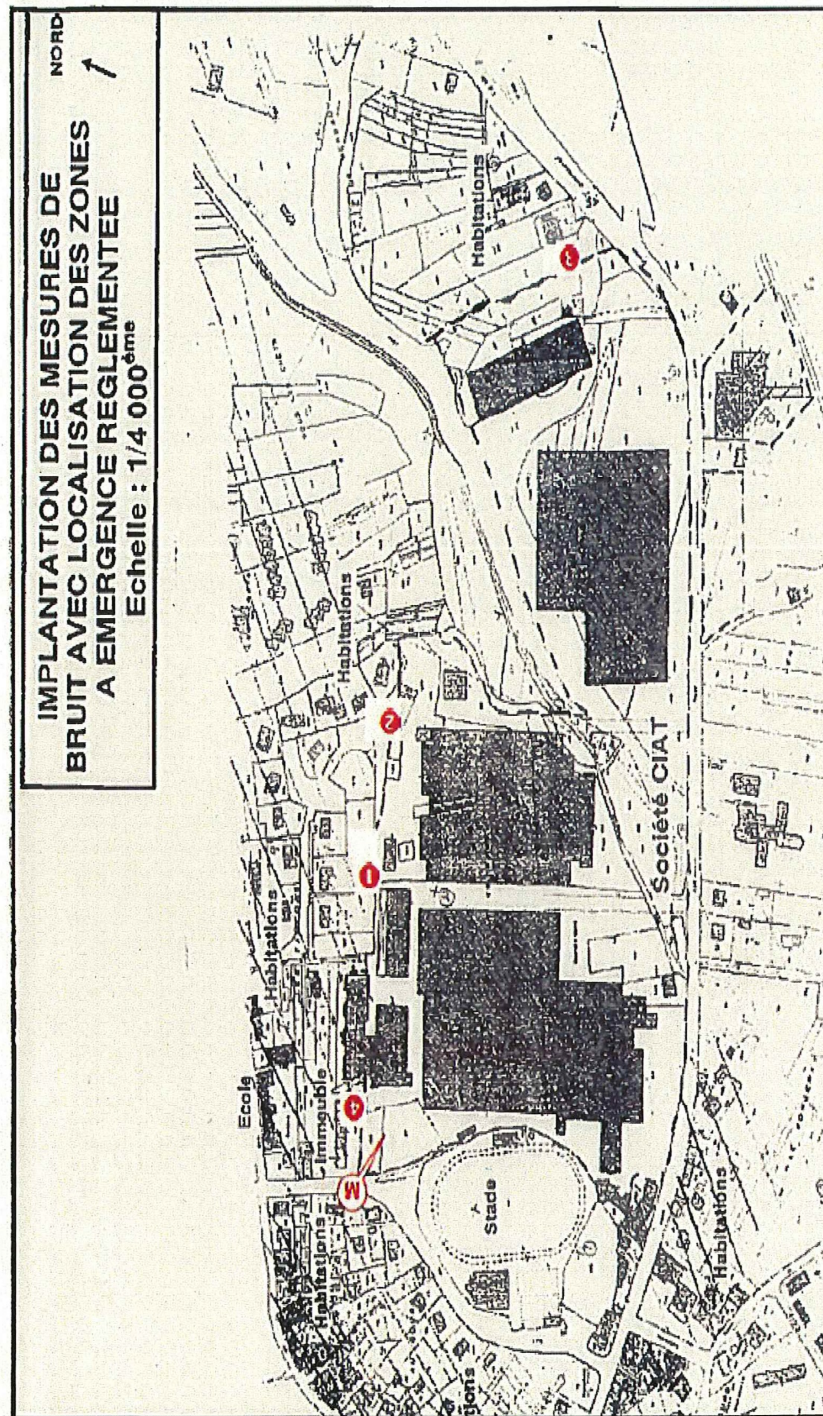 IMPLANTATION DES MESURES DE
BRUIT AVEC LOCALISATION DES ZONES
A EMERGENCE REGLEMENTEE
Echelle : 1/4 000ème
NORD
Habitations
3
Habitations
2
Société CIAT
1
Habitations
Ecole
Immeuble
4
M
Stade
Habitations
Habitations